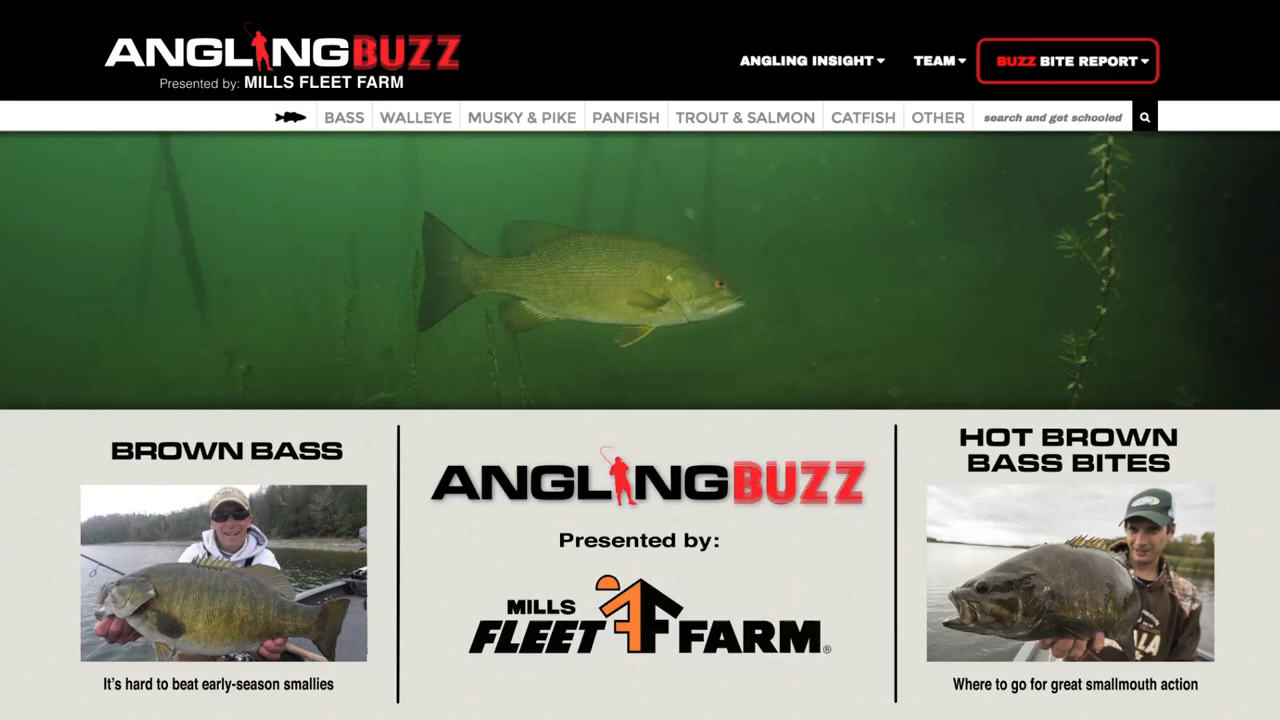 ANGLINGBUZZ
Presented by: MILLS FLEET FARM
ANGLING INSIGHT
TEAM
BUZZ BITE REPORT
BASS
WALLEYE
MUSKY & PIKE
PANFISH
TROUT & SALMON
CATFISH
OTHER
search and get schooled
BROWN BASS
It's hard to beat early-season smallies
ANGLINGBUZZ
Presented by:
MILLS
FLEET FARM®
HOT BROWN
BASS BITES
Where to go for great smallmouth action